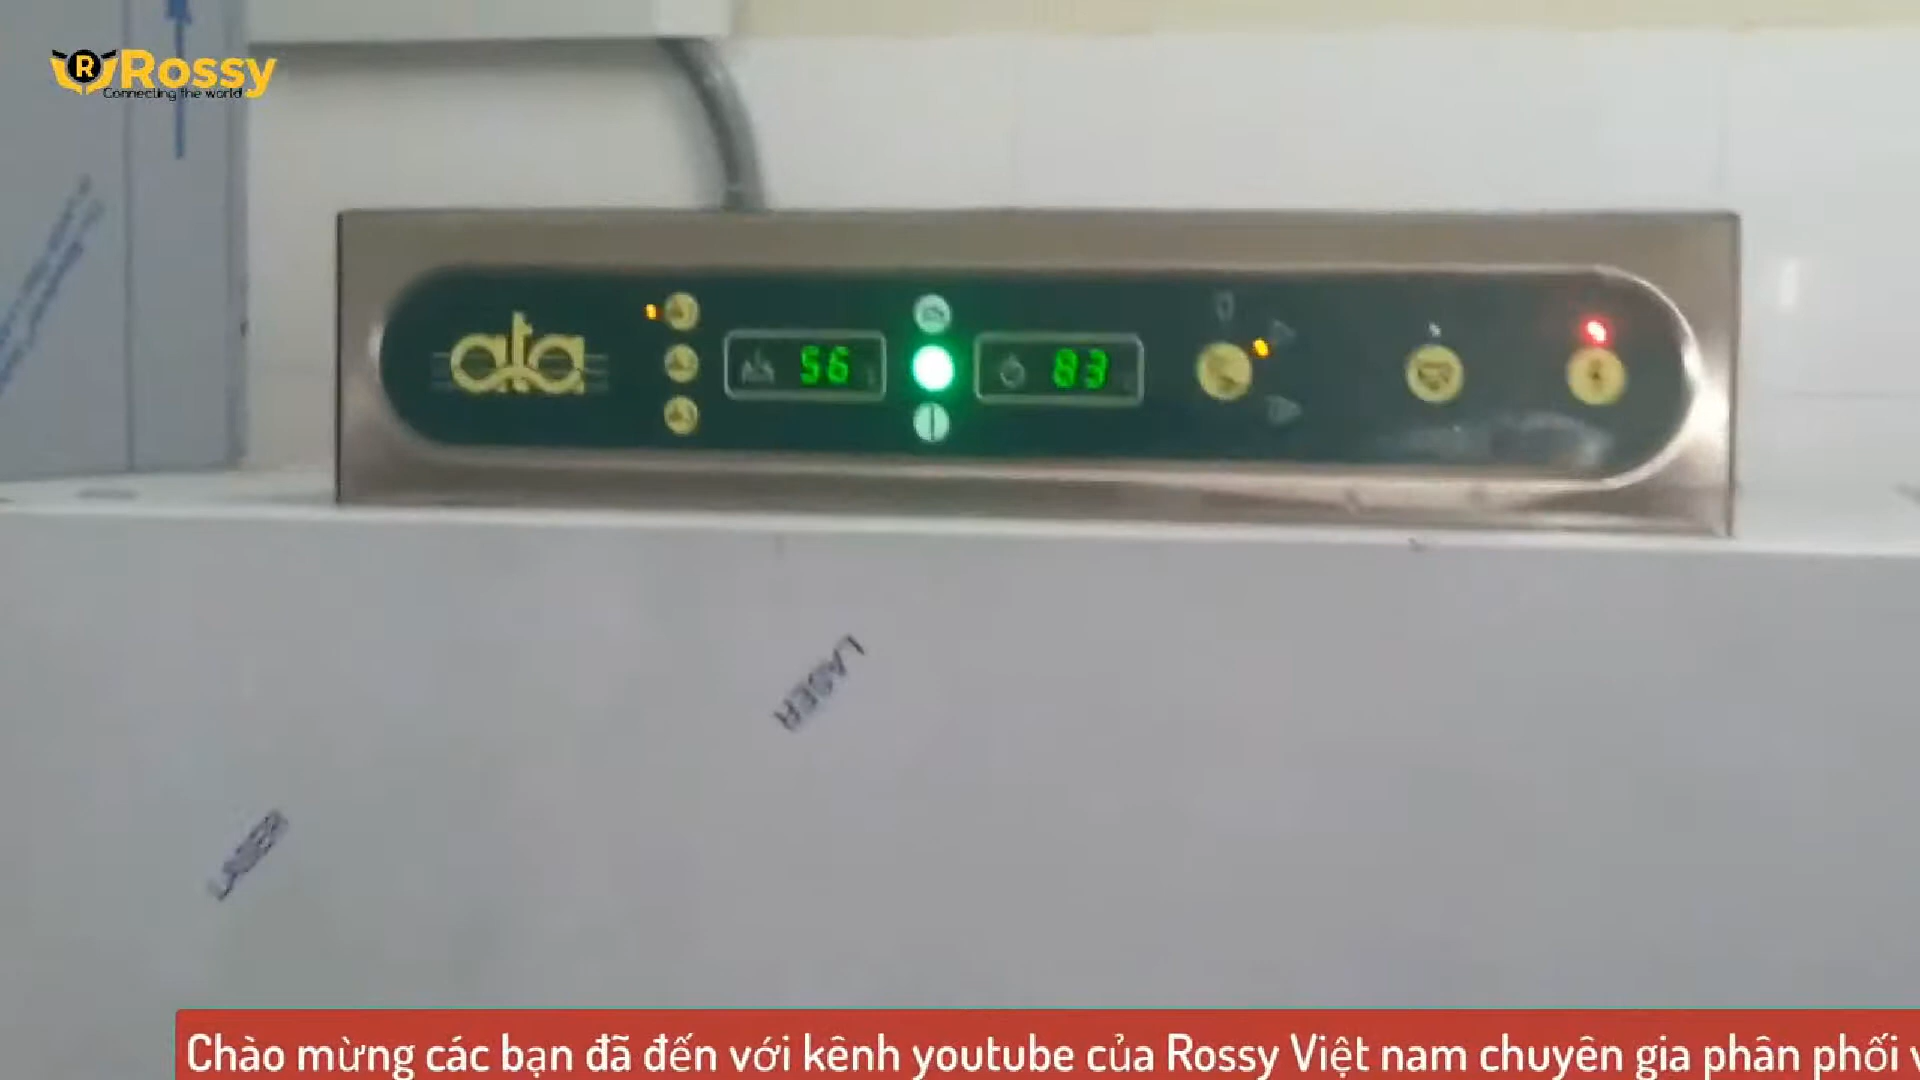 Rossy
Connecting the world
ata
56
83
LASER
LASER
Chào mừng các bạn đã đến với kênh youtube của Rossy Việt nam chuyên gia phân phối v